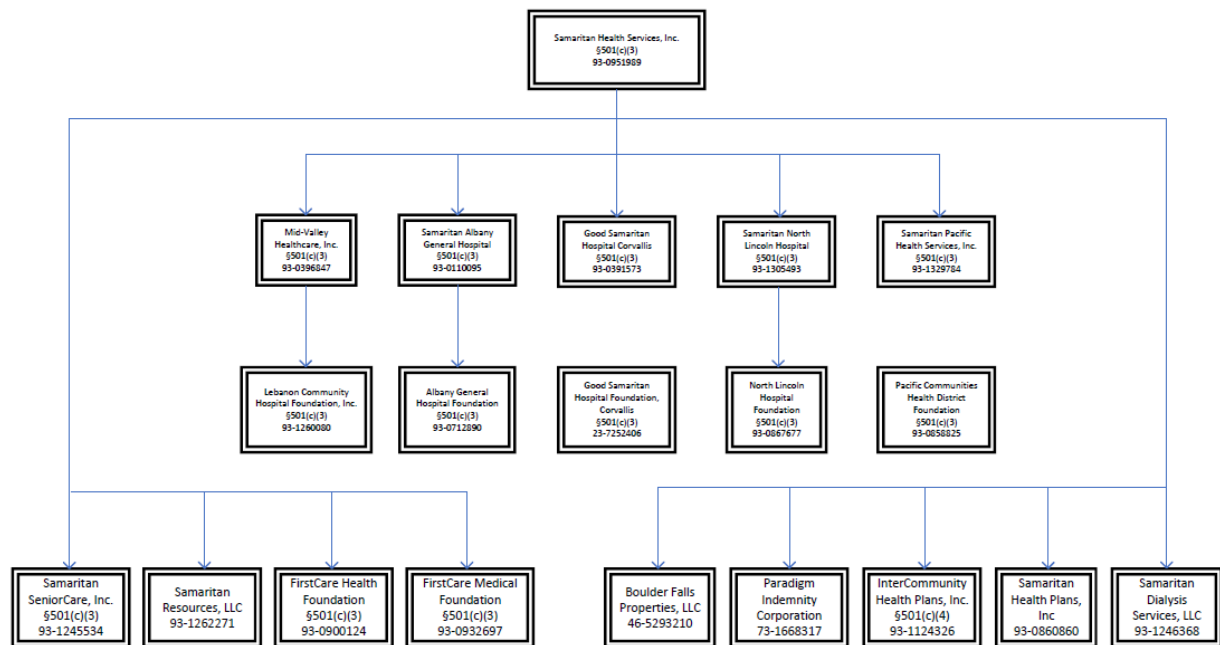 Samaritan Health Services, Inc.
§501(c)(3)
93-0951989
Mid-Valley
Healthcare, Inc.
§501(c)(3)
93-0396847
Samaritan Albany
General Hospital
§501(c)(3)
93-0110095
Good Samaritan
Hospital Corvallis
§501(c)(3)
93-0391573
Samaritan North
Lincoln Hospital
§501(c)(3)
93-1305493
Samaritan Pacific
Health Services, Inc.
§501(c)(3)
93-1329784
Lebanon Community
Hospital Foundation, Inc.
§501(c)(3)
93-1260080
Albany General
Hospital Foundation
§501(c)(3)
93-0712890
Good Samaritan
Hospital Foundation,
Corvallis
§501(c)(3)
23-7252406
North Lincoln
Hospital
Foundation
§501(c)(3)
93-0867677
Pacific Communities
Health District
Foundation
§501(c)(3)
93-0858825
Samaritan
SeniorCare, Inc.
§501(c)(3)
93-1245534
Samaritan
Resources, LLC
93-1262271
FirstCare Health
Foundation
§501(c)(3)
93-0900124
FirstCare Medical
Foundation
§501(c)(3)
93-0932697
Boulder Falls
Properties, LLC
46-5293210
Paradigm
Indemnity
Corporation
73-1668317
InterCommunity
Health Plans, Inc.
§501(c)(4)
93-1124326
Samaritan
Health Plans,
Inc
93-0860860
Samaritan
Dialysis
Services, LLC
93-1246368